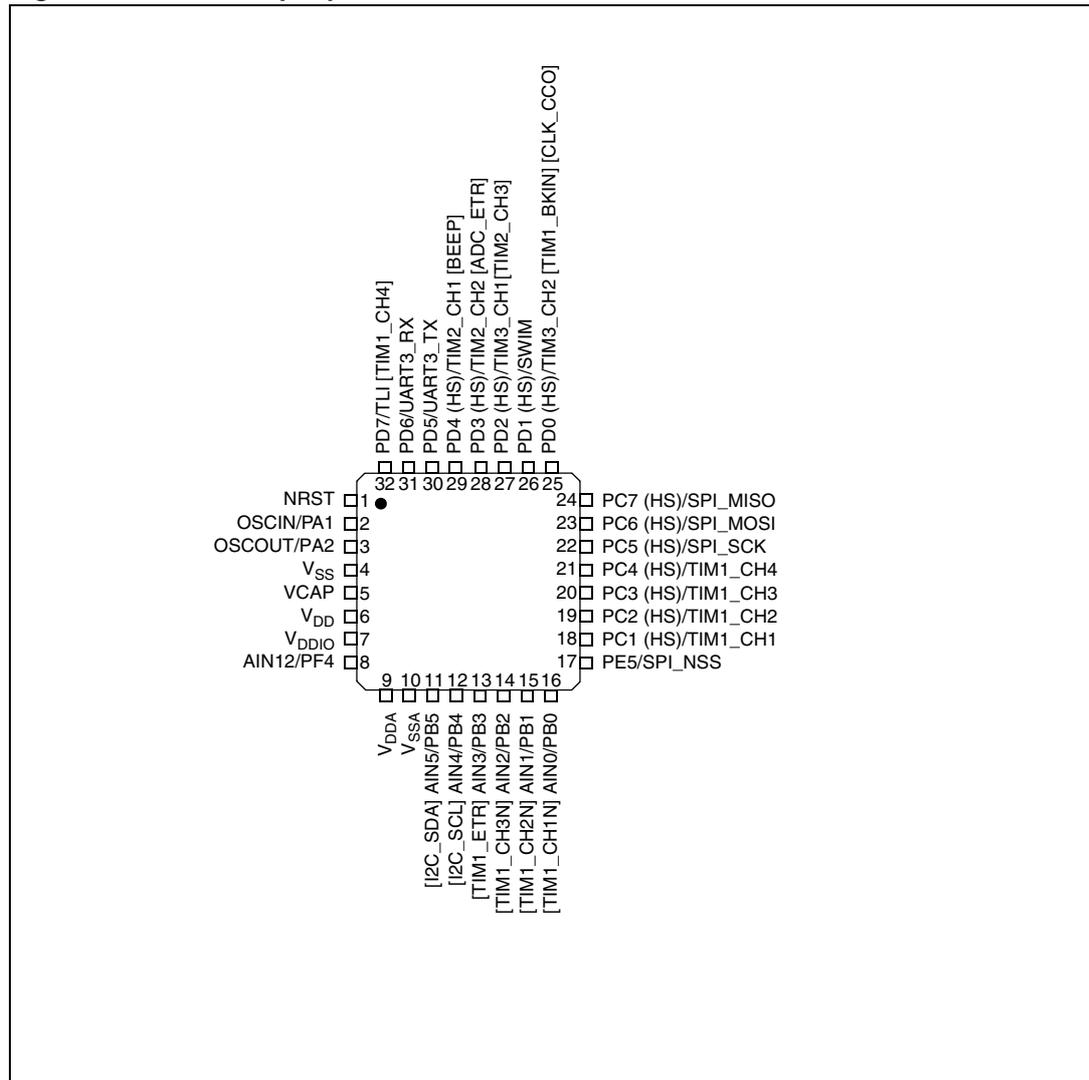 PD7/TLI [TIM1_CH4]
PD6/UART3_RX
PD5/UART3_TX
PD4 (HS)/TIM2_CH1 [BEEP]
PD3 (HS)/TIM2_CH2 [ADC_ETR]
PD2 (HS)/TIM3_CH1[TIM2_CH3]
PD1 (HS)/SWIM
PD0 (HS)/TIM3_CH2 [TIM1_BKIN] [CLK_CCO]
32 31 30 29 28 27 26 25
NRST 1
OSCIN/PA1 2
OSCOUT/PA2 3
VSS 4
VCAP 5
VDD 6
VDDIO 7
AIN12/PF4 8
24 PC7 (HS)/SPI_MISO
23 PC6 (HS)/SPI_MOSI
22 PC5 (HS)/SPI_SCK
21 PC4 (HS)/TIM1_CH4
20 PC3 (HS)/TIM1_CH3
19 PC2 (HS)/TIM1_CH2
18 PC1 (HS)/TIM1_CH1
17 PE5/SPI_NSS
9 10 11 12 13 14 15 16
VDDA
VSSA
[I2C_SDA] AIN5/PB5
[I2C_SCL] AIN4/PB4
[TIM1_ETR] AIN3/PB3
[TIM1_CH3N] AIN2/PB2
[TIM1_CH2N] AIN1/PB1
[TIM1_CH1N] AIN0/PB0